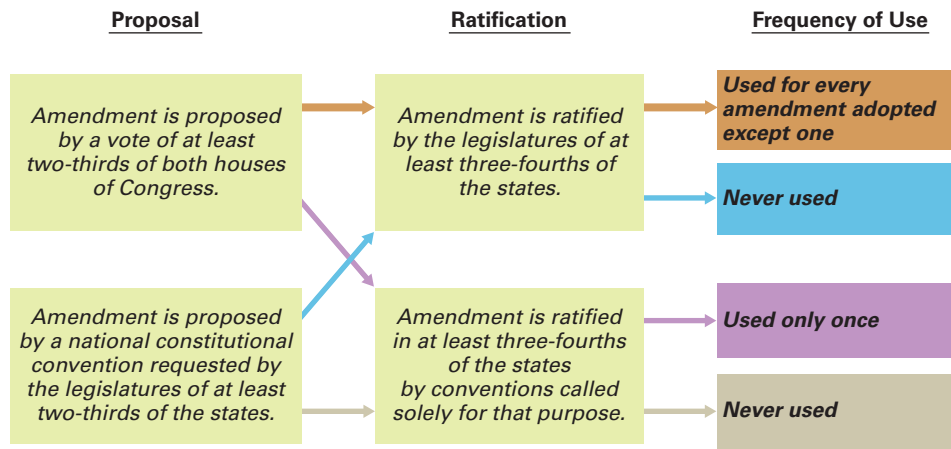 Proposal
Ratification
Frequency of Use
Amendment is proposed
by a vote of at least
two-thirds of both houses
of Congress.
Amendment is ratified
by the legislatures of at
least three-fourths of
the states.
Used for every
amendment adopted
except one
Never used
Amendment is proposed
by a national constitutional
convention requested by
the legislatures of at least
two-thirds of the states.
Amendment is ratified
in at least three-fourths
of the states
by conventions called
solely for that purpose.
Used only once
Never used